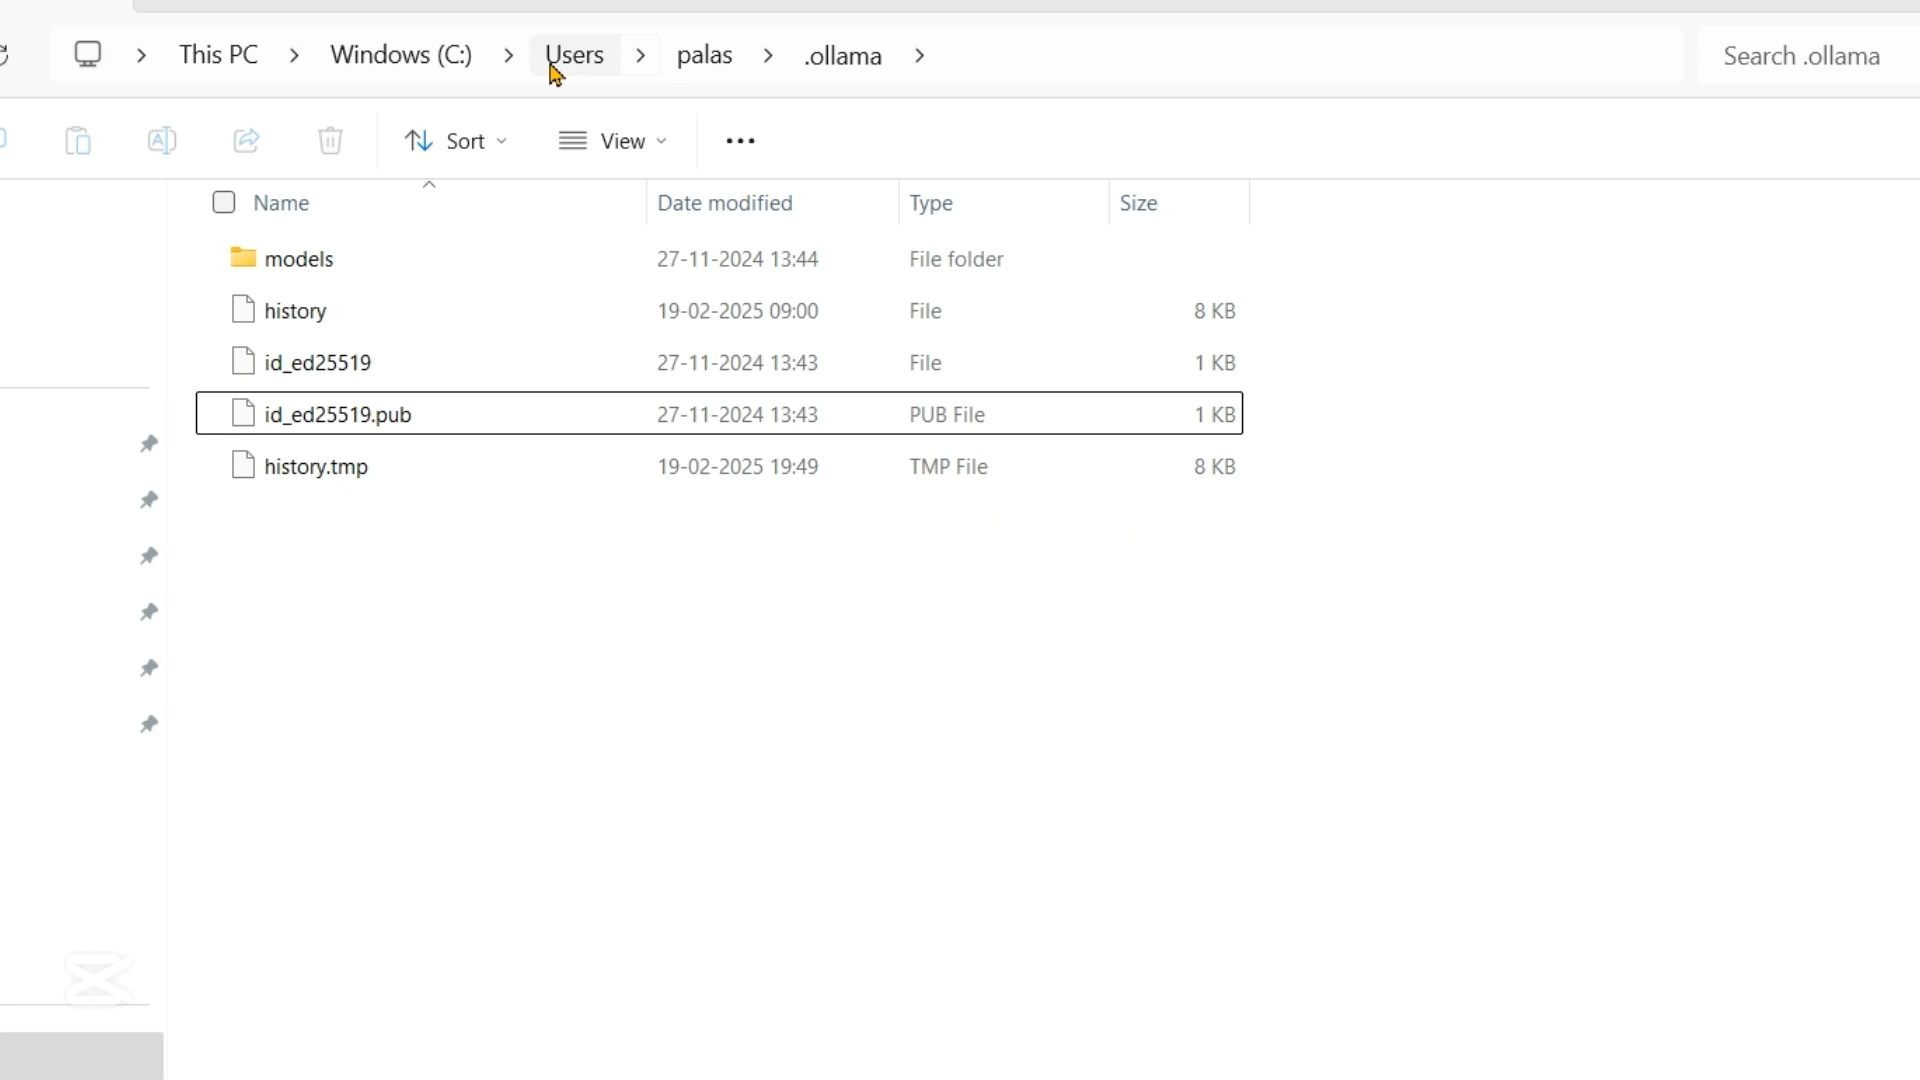 This PC > Windows (C:) > Users > palas > .ollama >
Search .ollama
Sort
View
Name Date modified Type Size
models 27-11-2024 13:44 File folder
history 19-02-2025 09:00 File 8 KB
id_ed25519 27-11-2024 13:43 File 1 KB
id_ed25519.pub 27-11-2024 13:43 PUB File 1 KB
history.tmp 19-02-2025 19:49 TMP File 8 KB